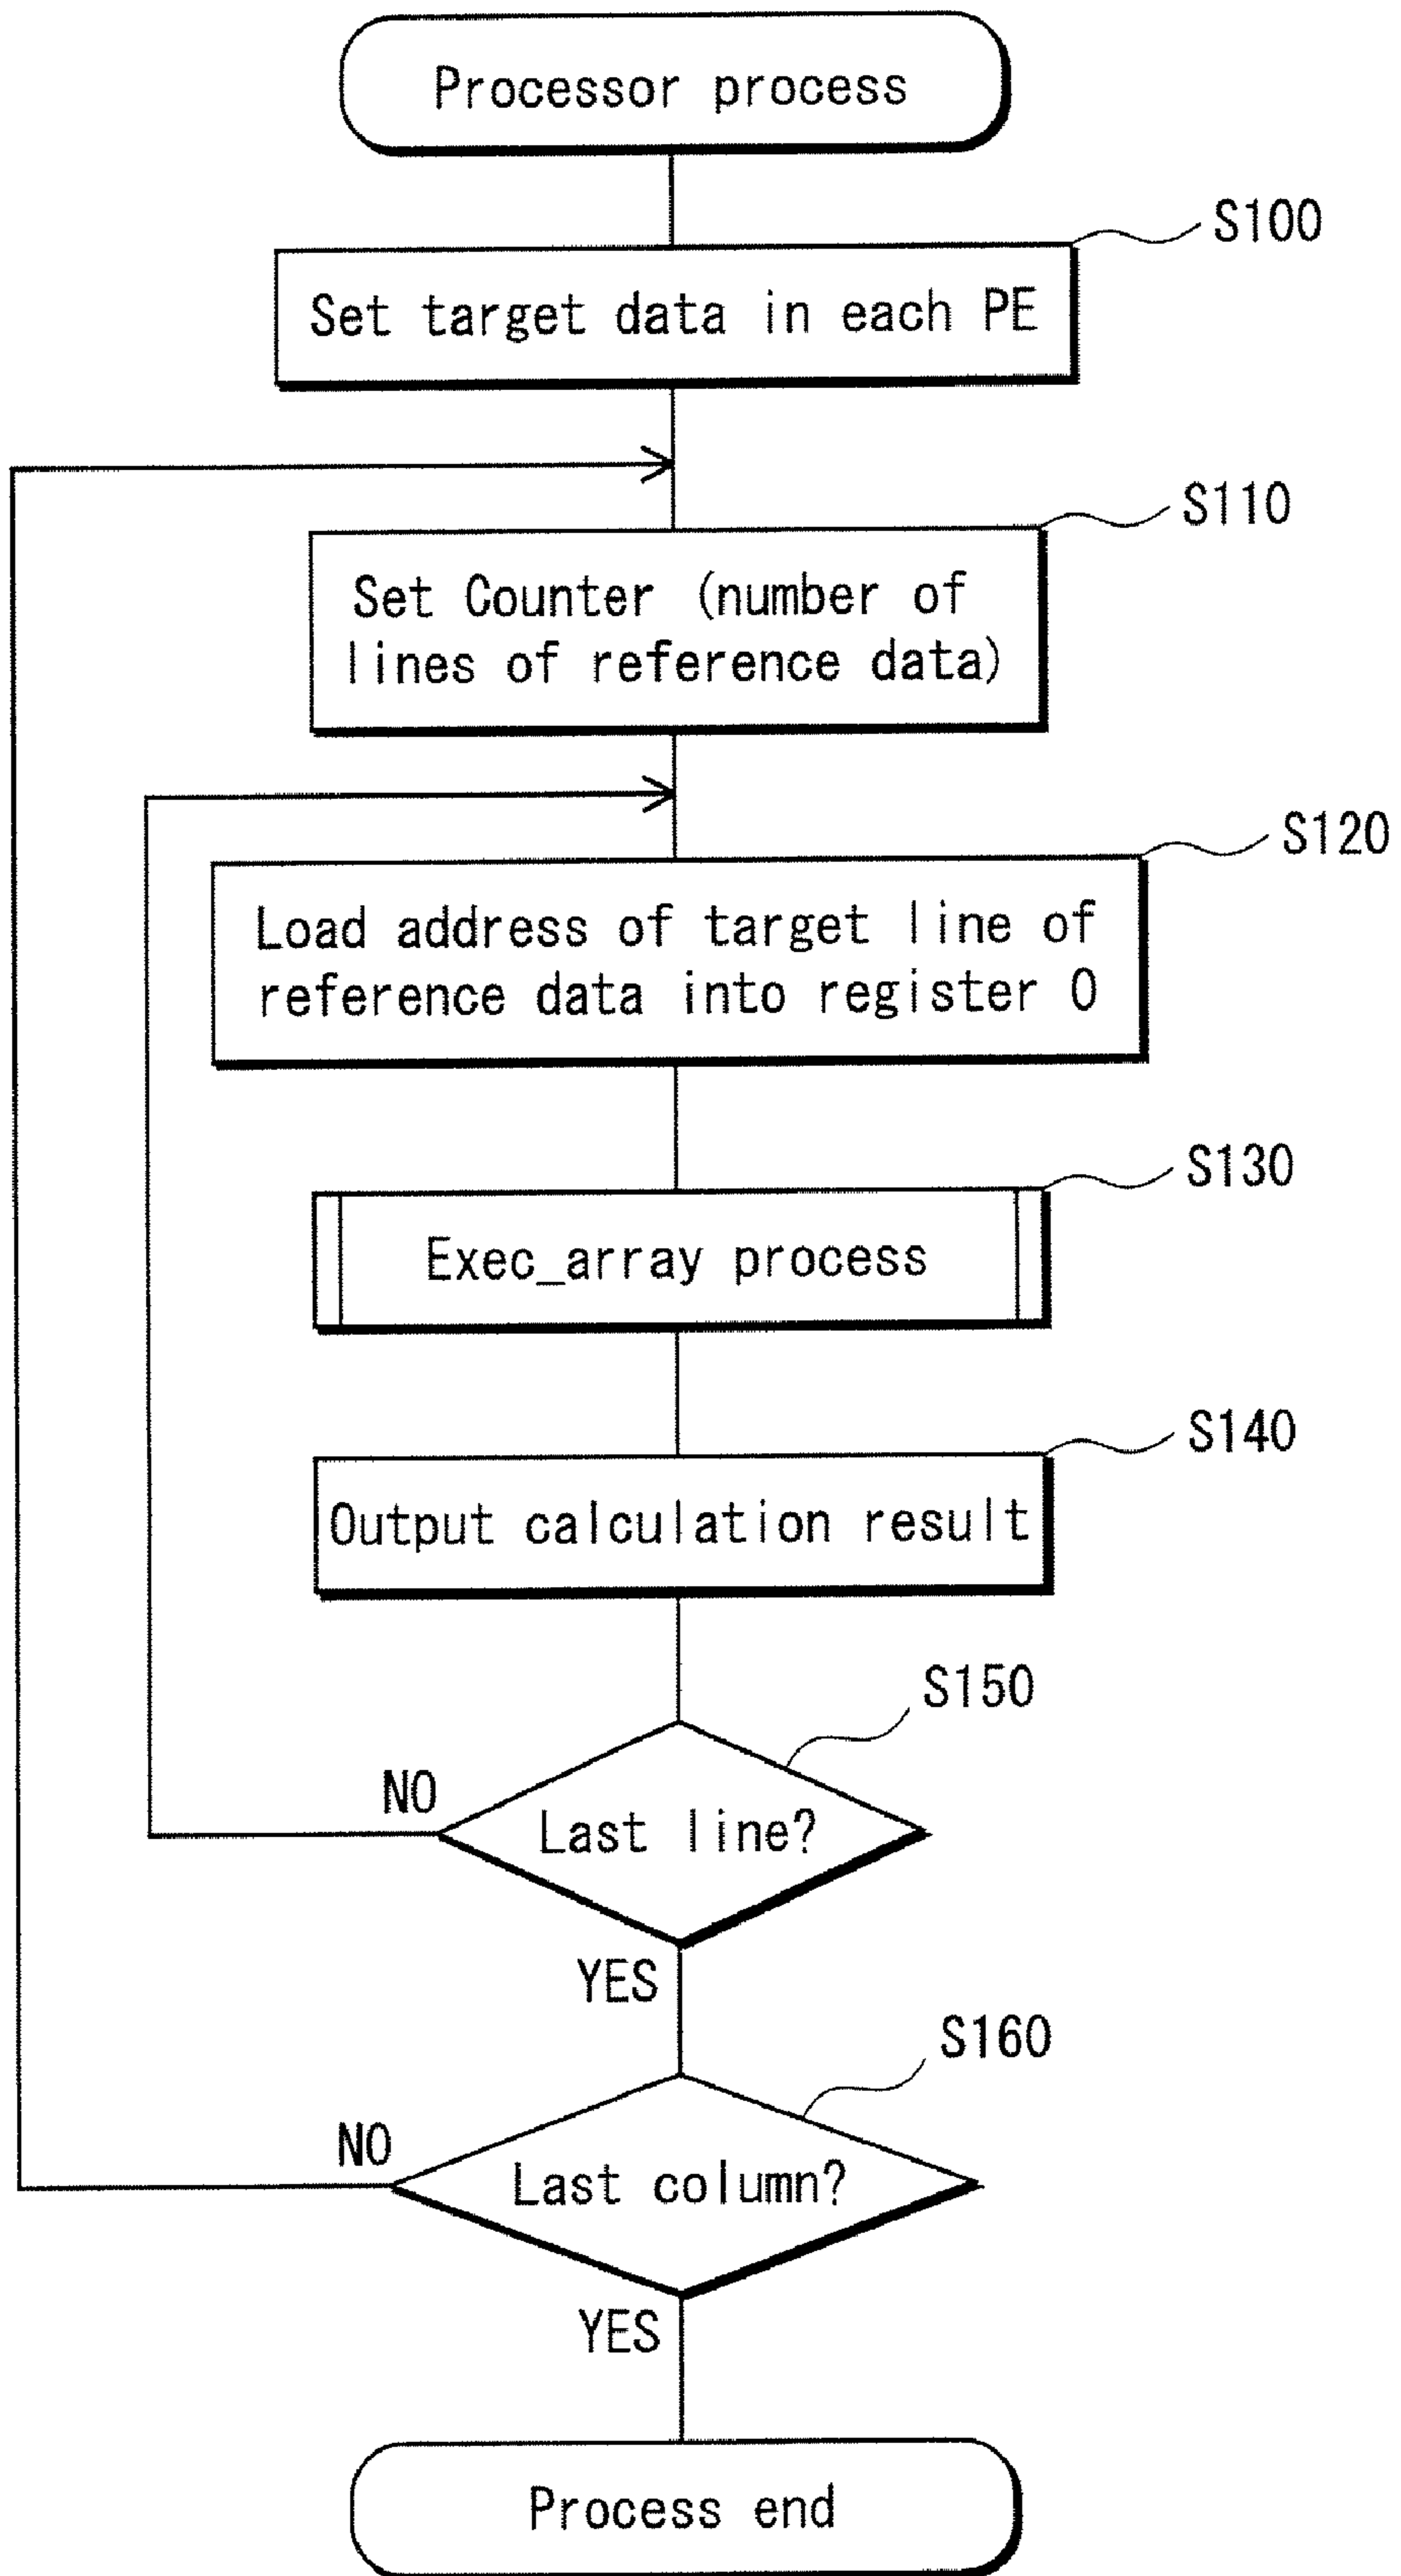 Processor process
S100
Set target data in each PE
S110
Set Counter (number of
lines of reference data)
S120
Load address of target line of
reference data into register 0
S130
Exec_array process
S140
Output calculation result
S150
NO
Last line?
YES
S160
NO
Last column?
YES
Process end